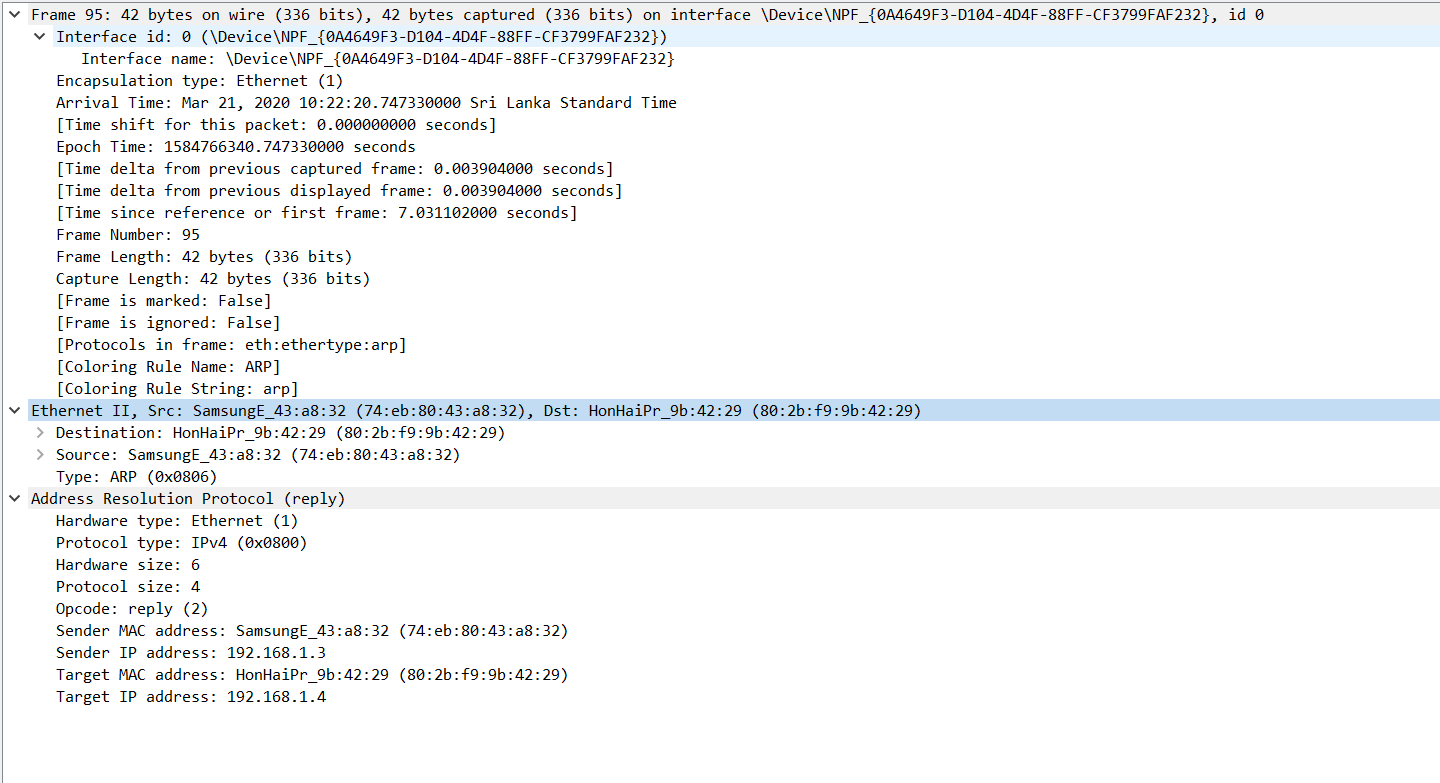 Frame 95: 42 bytes on wire (336 bits), 42 bytes captured (336 bits) on interface \Device\NPF_{0A4649F3-D104-4D4F-88FF-CF3799FAF232}, id 0
Interface id: 0 (\Device\NPF_{0A4649F3-D104-4D4F-88FF-CF3799FAF232})
Interface name: \Device\NPF_{0A4649F3-D104-4D4F-88FF-CF3799FAF232}
Encapsulation type: Ethernet (1)
Arrival Time: Mar 21, 2020 10:22:20.747330000 Sri Lanka Standard Time
[Time shift for this packet: 0.000000000 seconds]
Epoch Time: 1584766340.747330000 seconds
[Time delta from previous captured frame: 0.003904000 seconds]
[Time delta from previous displayed frame: 0.003904000 seconds]
[Time since reference or first frame: 7.031102000 seconds]
Frame Number: 95
Frame Length: 42 bytes (336 bits)
Capture Length: 42 bytes (336 bits)
[Frame is marked: False]
[Frame is ignored: False]
[Protocols in frame: eth:ethertype:arp]
[Coloring Rule Name: ARP]
[Coloring Rule String: arp]
Ethernet II, Src: SamsungE_43:a8:32 (74:eb:80:43:a8:32), Dst: HonHaiPr_9b:42:29 (80:2b:f9:9b:42:29)
Destination: HonHaiPr_9b:42:29 (80:2b:f9:9b:42:29)
Source: SamsungE_43:a8:32 (74:eb:80:43:a8:32)
Type: ARP (0x0806)
Address Resolution Protocol (reply)
Hardware type: Ethernet (1)
Protocol type: IPv4 (0x0800)
Hardware size: 6
Protocol size: 4
Opcode: reply (2)
Sender MAC address: SamsungE_43:a8:32 (74:eb:80:43:a8:32)
Sender IP address: 192.168.1.3
Target MAC address: HonHaiPr_9b:42:29 (80:2b:f9:9b:42:29)
Target IP address: 192.168.1.4